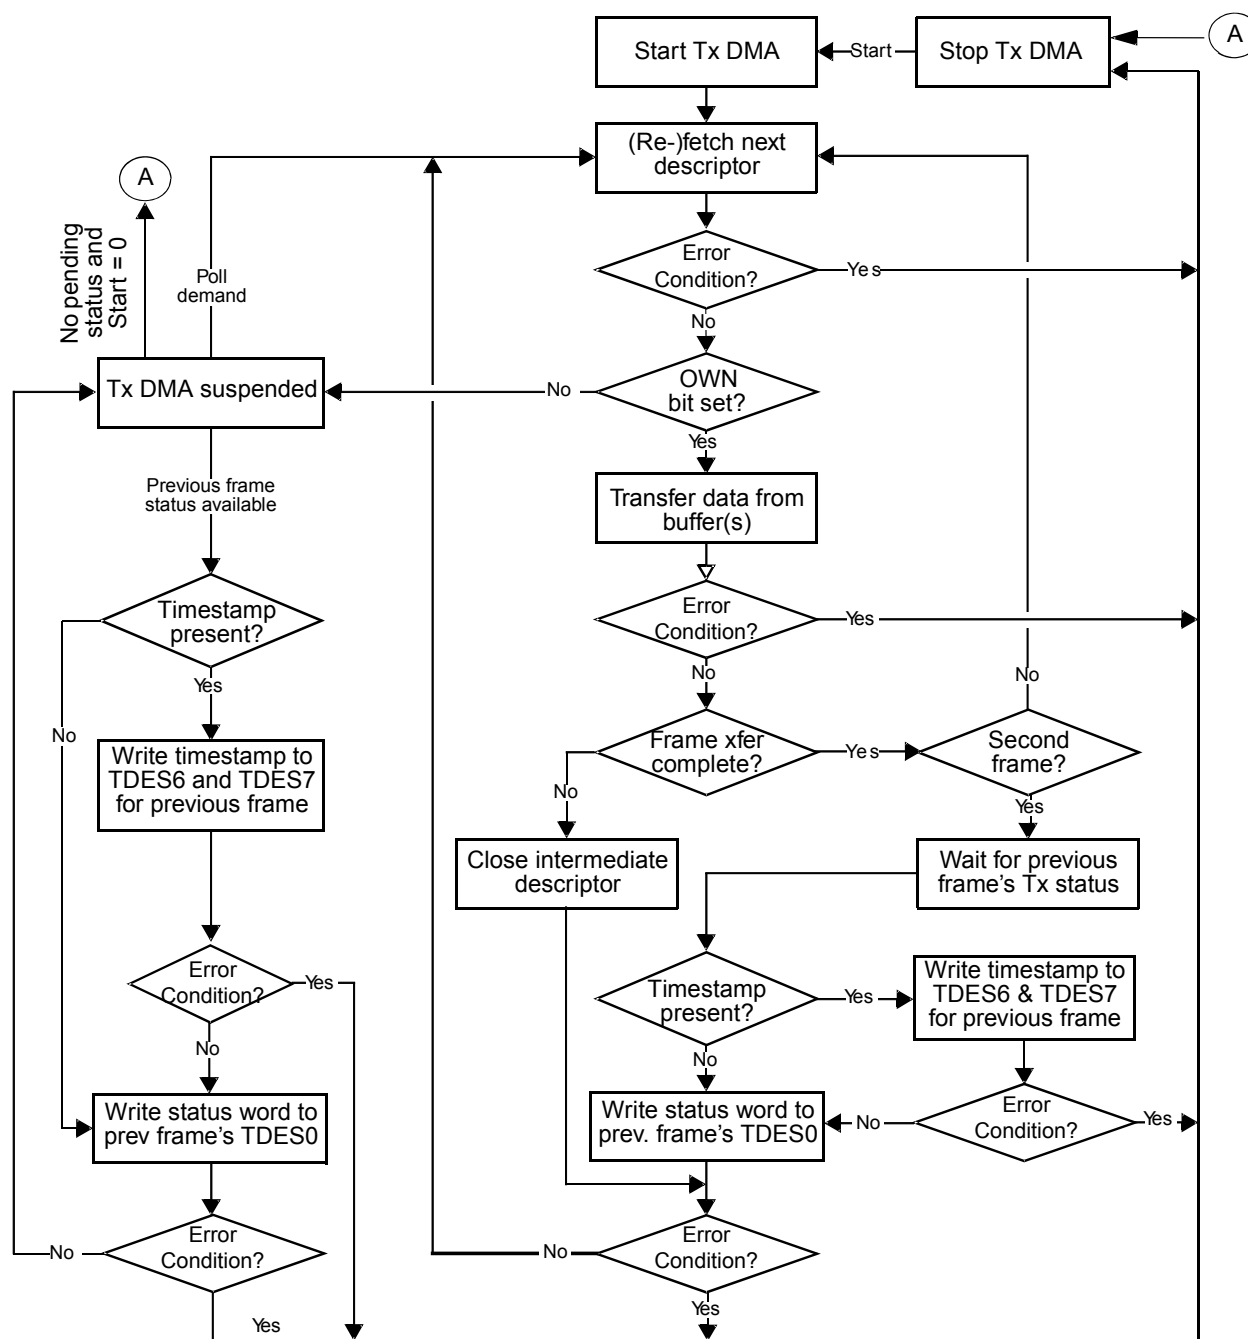 A
Start Tx DMA
Start
Stop Tx DMA
(Re-)fetch next
descriptor
A
No pending
status and
Start = 0
Poll
demand
Error
Condition?
Yes
No
Tx DMA suspended
No
OWN
bit set?
Yes
Previous frame
status available
Transfer data from
buffer(s)
Timestamp
present?
Error
Condition?
Yes
No
No
Yes
No
Write timestamp to
TDES6 and TDES7
for previous frame
Frame xfer
complete?
Yes
Second
frame?
No
Yes
Close intermediate
descriptor
Wait for previous
frame's Tx status
Error
Condition?
Yes
No
Timestamp
present?
Yes
Write timestamp to
TDES6 & TDES7
for previous frame
No
Write status word to
prev frame's TDES0
Write status word to
prev. frame's TDES0
No
Error
Condition?
Yes
No
Error
Condition?
Yes
No
Error
Condition?
Yes